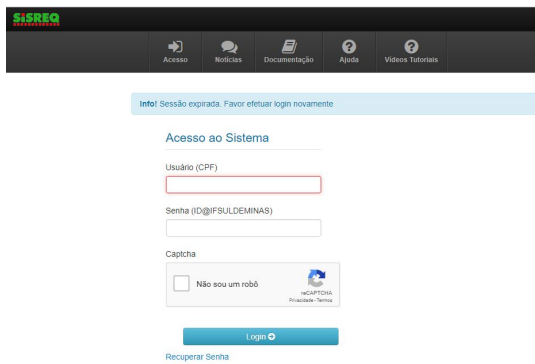 SiSREQ
Acesso Notícias Documentação Ajuda Vídeos Tutoriais
Info! Sessão expirada. Favor efetuar login novamente
Acesso ao Sistema
Usuário (CPF)
Senha (ID@IFSULDEMINAS)
Captcha
Não sou um robô
reCAPTCHA
Privacidade - Termos
Login
Recuperar Senha